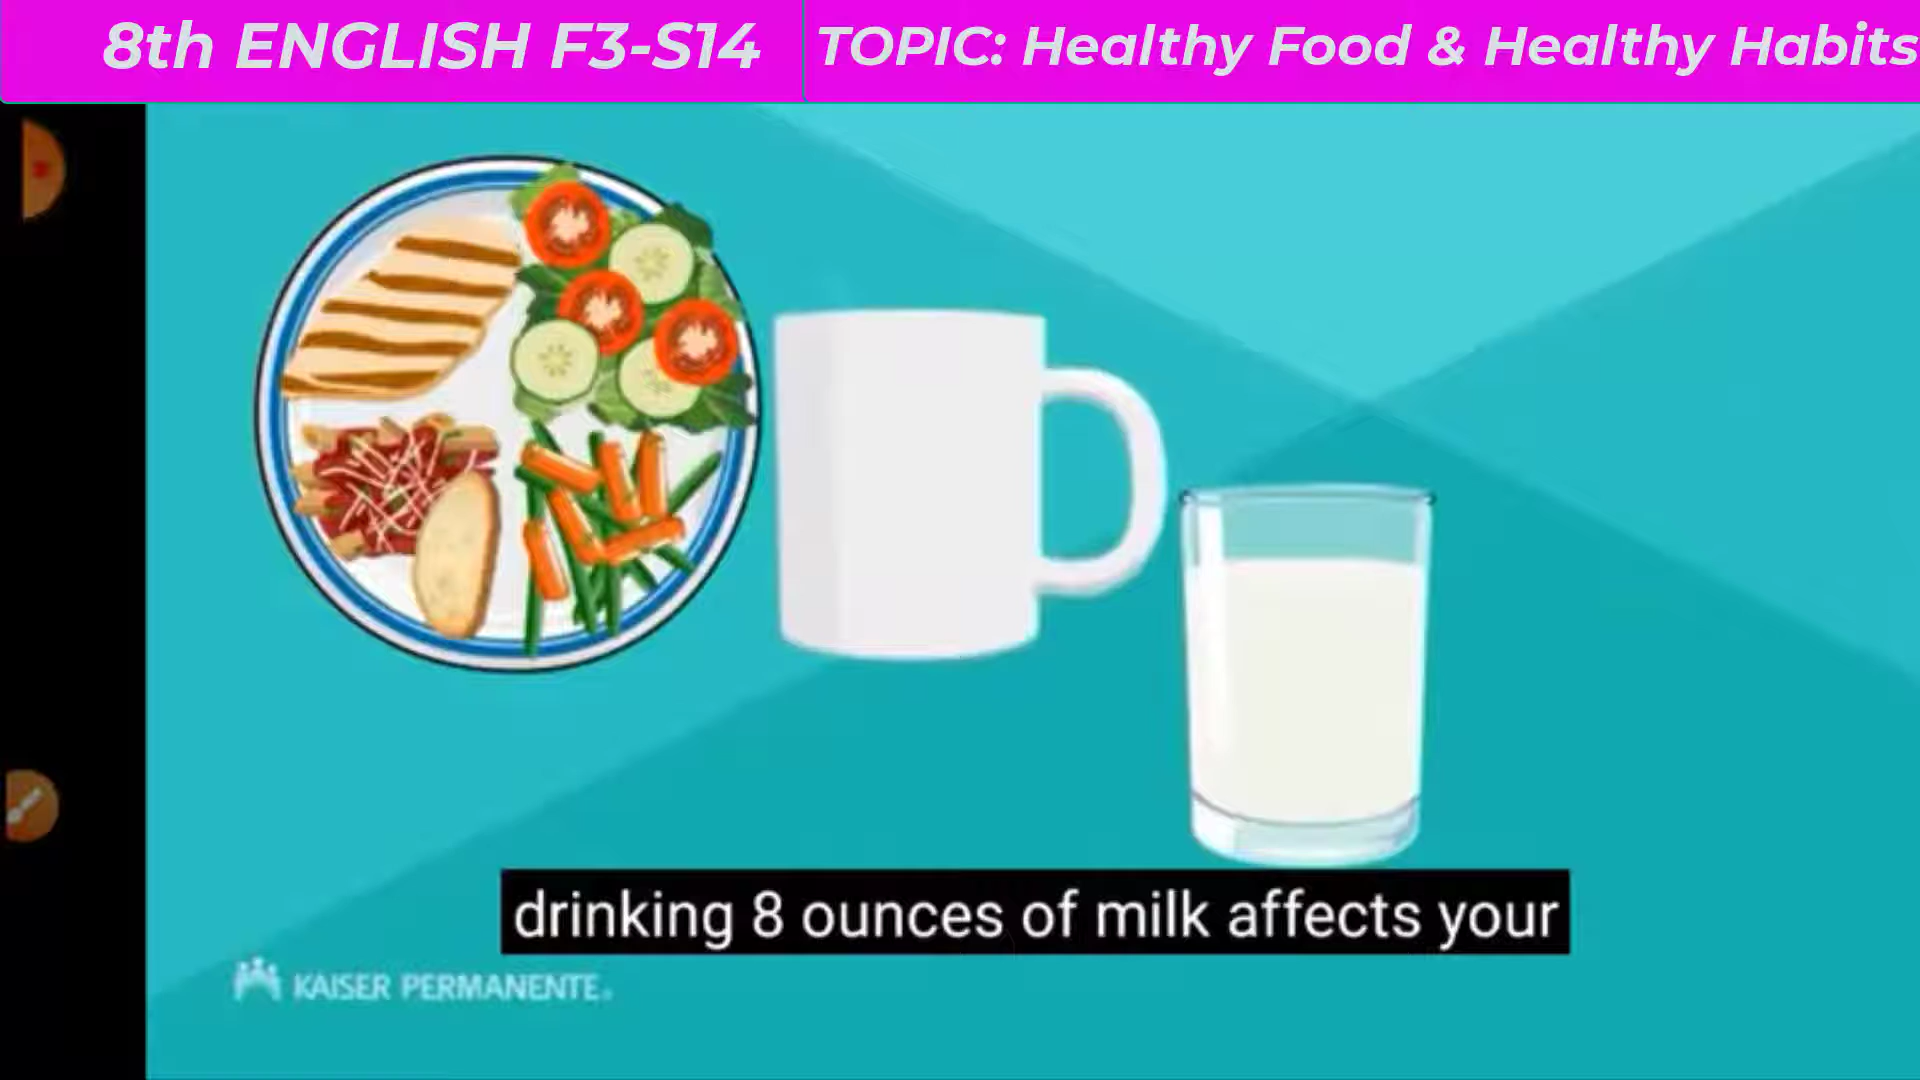 8th ENGLISH F3-S14
TOPIC: Healthy Food & Healthy Habits
drinking 8 ounces of milk affects your
KAISER PERMANENTE®